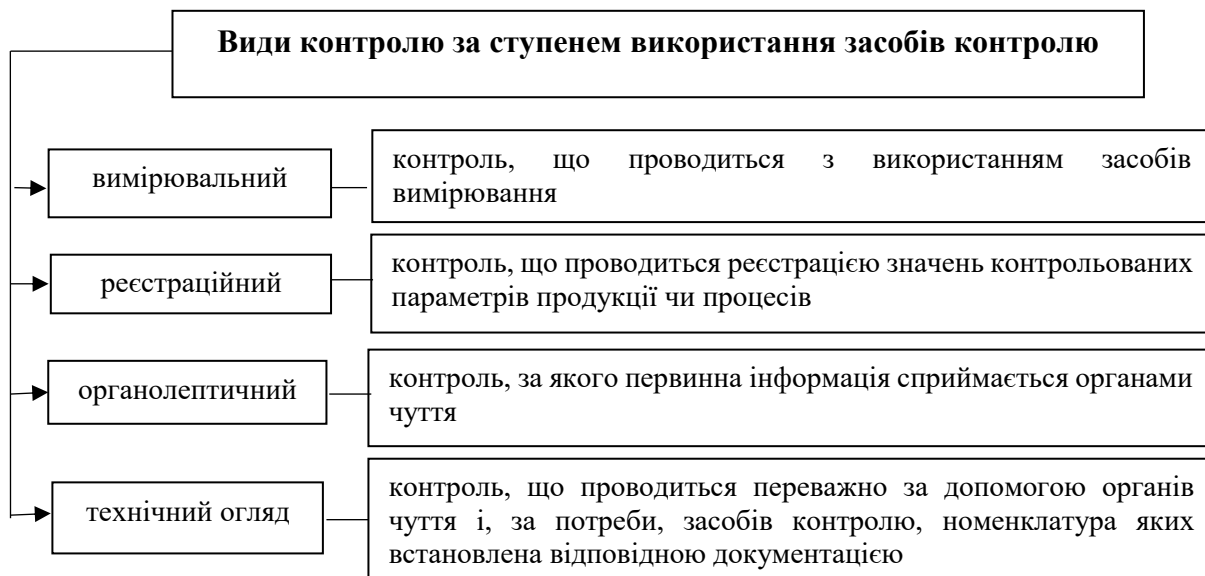 Види контролю за ступенем використання засобів контролю
вимірювальний
контроль, що проводиться з використанням засобів
вимірювання
реєстраційний
контроль, що проводиться реєстрацією значень контрольованих
параметрів продукції чи процесів
органолептичний
контроль, за якого первинна інформація сприймається органами
чуття
технічний огляд
контроль, що проводиться переважно за допомогою органів
чуття і, за потреби, засобів контролю, номенклатура яких
встановлена відповідною документацією